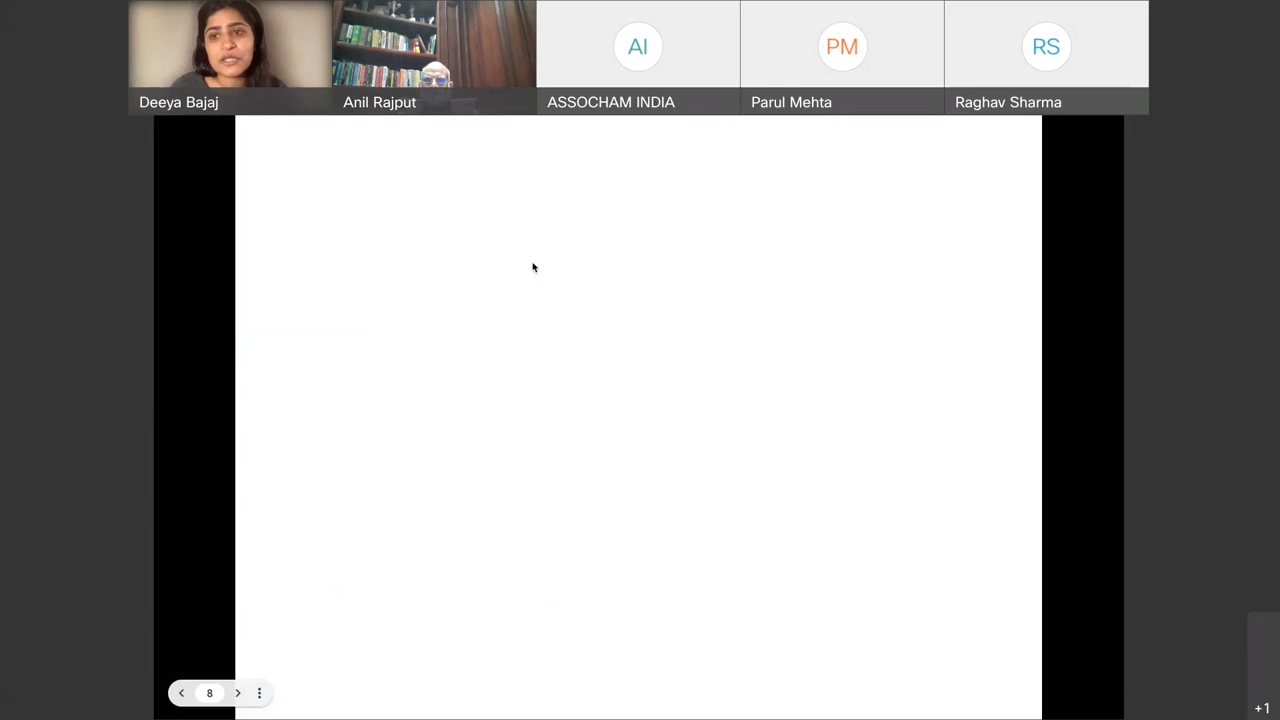 AI
PM
RS
Deeya Bajaj
Anil Rajput
ASSOCHAM INDIA
Parul Mehta
Raghav Sharma
8
+1